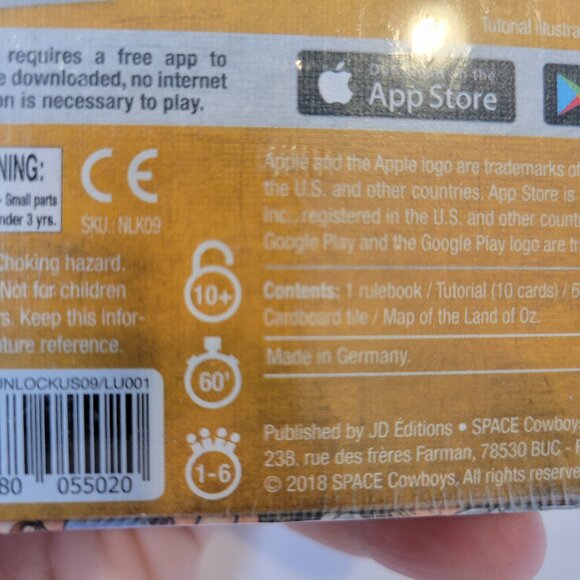 Tutorial Illustra
requires a free app to
e downloaded, no internet
on is necessary to play.
App Store
NING:
Small parts
nder 3 yrs.
CE
SKU.: NLK09
Apple and the Apple logo are trademarks of
the U.S. and other countries. App Store is
Inc., registered in the U.S. and other count
Google Play and the Google Play logo are tr
Choking hazard.
Not for children
rs. Keep this infor-
uture reference.
10+
Contents: 1 rulebook / Tutorial (10 cards) / 6
Cardboard tile / Map of the Land of Oz.
Made in Germany.
60'
UNLOCKUS09/LU001
80 055020
1-6
Published by JD Éditions • SPACE Cowboys
238, rue des frères Farman, 78530 BUC - F
© 2018 SPACE Cowboys. All rights reserve